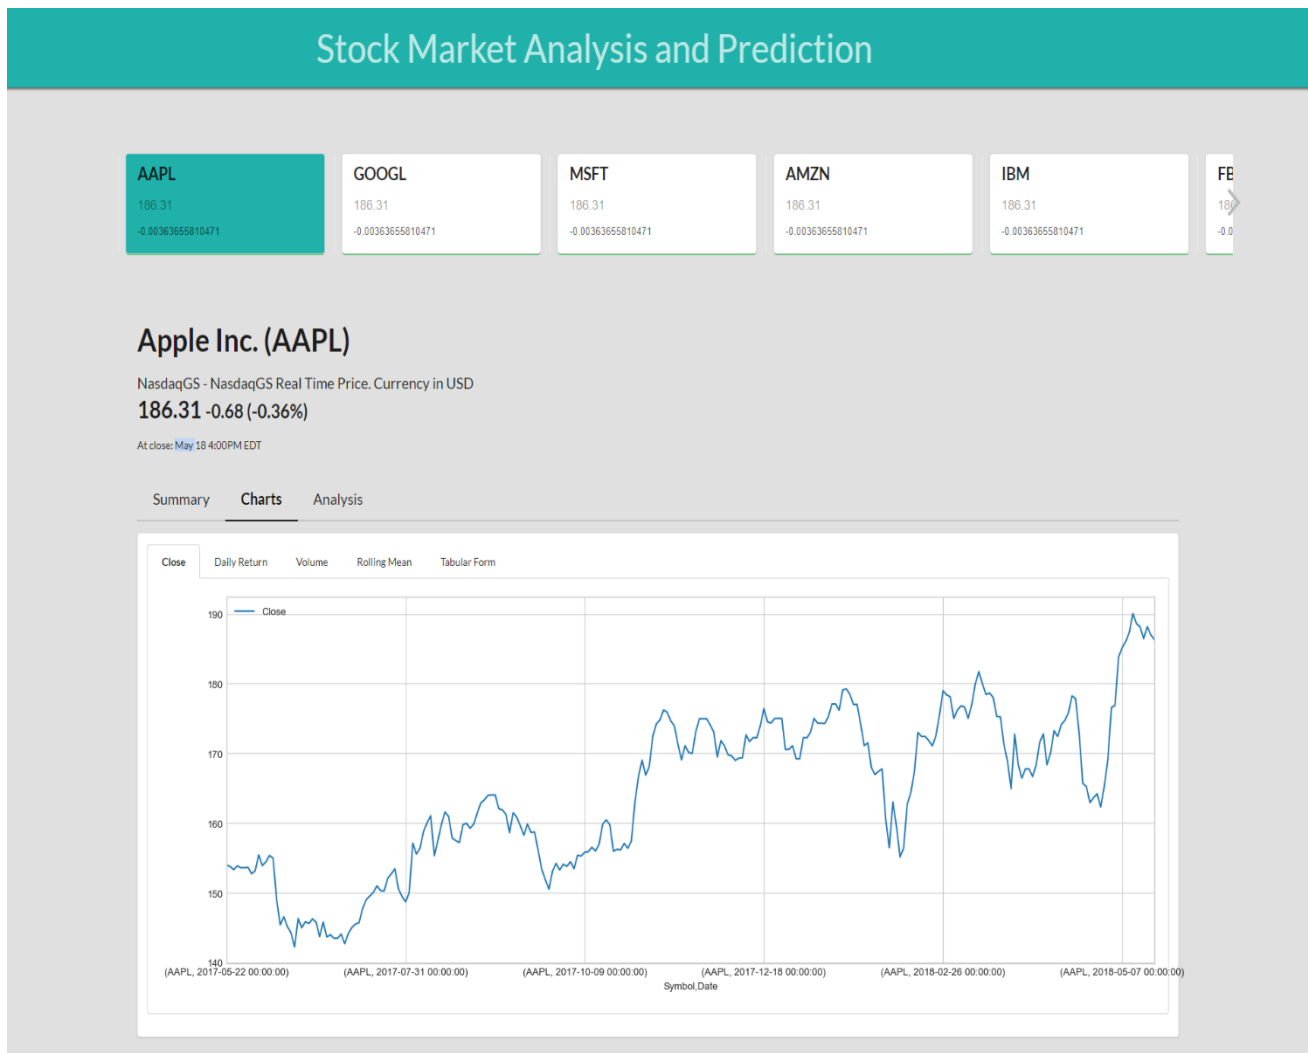 Stock Market Analysis and Prediction
AAPL
186.31
-0.00363655810471
GOOGL
186.31
-0.00363655810471
MSFT
186.31
-0.00363655810471
AMZN
186.31
-0.00363655810471
IBM
186.31
-0.00363655810471
FB
18
-0.0
Apple Inc. (AAPL)
NasdaqGS - NasdaqGS Real Time Price. Currency in USD
186.31 -0.68 (-0.36%)
At close: May 18 4:00PM EDT
Summary Charts Analysis
Close Daily Return Volume Rolling Mean Tabular Form
Close
190
180
170
160
150
140
(AAPL, 2017-05-22 00:00:00) (AAPL, 2017-07-31 00:00:00) (AAPL, 2017-10-09 00:00:00) (AAPL, 2017-12-18 00:00:00) (AAPL, 2018-02-26 00:00:00) (AAPL, 2018-05-07 00:00:00)
Symbol,Date